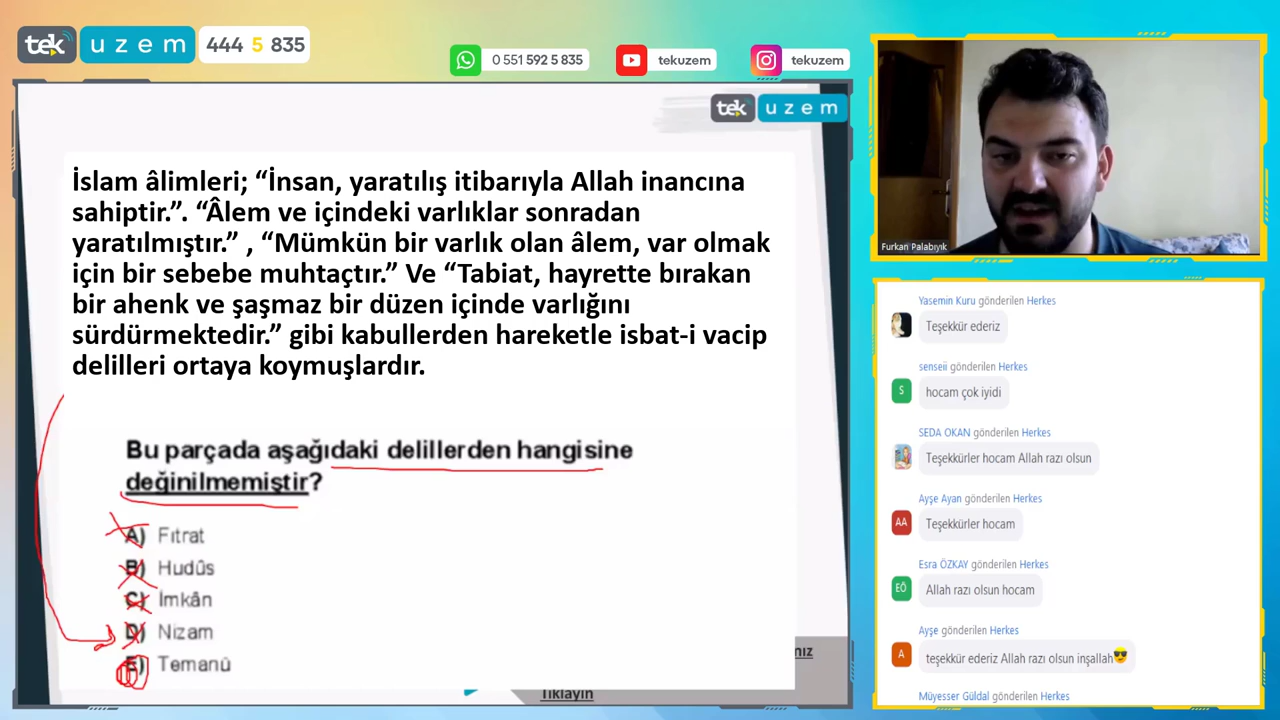 tek uzem 444 5 835
0 551 592 5 835
tekuzem
tekuzem
tek uzem
İslam âlimleri; “İnsan, yaratılış itibarıyla Allah inancına
sahiptir.”. “Âlem ve içindeki varlıklar sonradan
yaratılmıştır.” , “Mümkün bir varlık olan âlem, var olmak
için bir sebebe muhtaçtır.” Ve “Tabiat, hayrette bırakan
bir ahenk ve şaşmaz bir düzen içinde varlığını
sürdürmektedir.” gibi kabullerden hareketle isbat-i vacip
delilleri ortaya koymuşlardır.
Bu parçada aşağıdaki delillerden hangisine
değinilmemiştir?
A) Fıtrat
B) Hudûs
C) İmkân
D) Nizam
E) Temanû
Tıklayın
Furkan Palabıyık
Yasemin Kuru gönderilen Herkes
Teşekkür ederiz
senseii gönderilen Herkes
S
hocam çok iyidi
SEDA OKAN gönderilen Herkes
Teşekkürler hocam Allah razı olsun
Ayşe Ayan gönderilen Herkes
AA
Teşekkürler hocam
Esra ÖZKAY gönderilen Herkes
EÖ
Allah razı olsun hocam
Ayşe gönderilen Herkes
A
teşekkür ederiz Allah razı olsun inşallah😎
Müyesser Güldal gönderilen Herkes